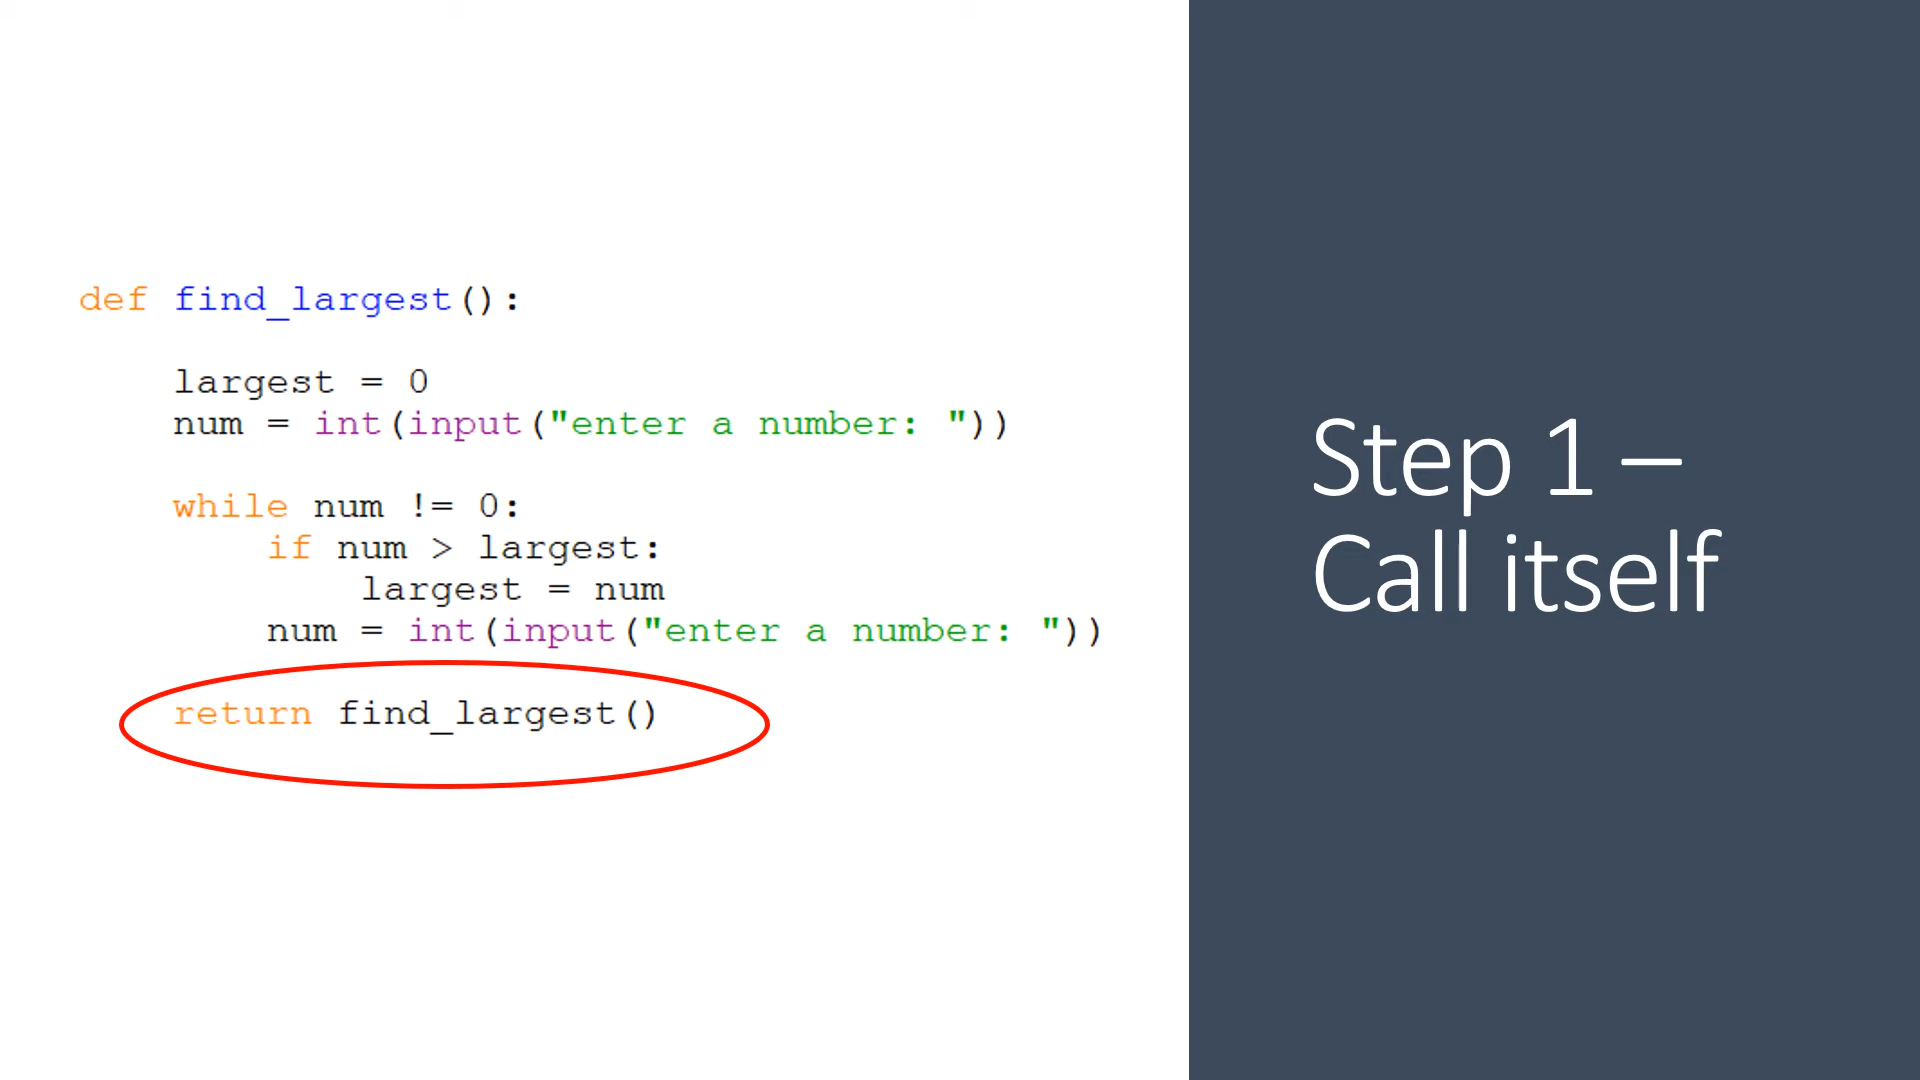 def find_largest():
    largest = 0
    num = int(input("enter a number: "))
    while num != 0:
        if num > largest:
            largest = num
        num = int(input("enter a number: "))
    return find_largest()
Step 1 –
Call itself